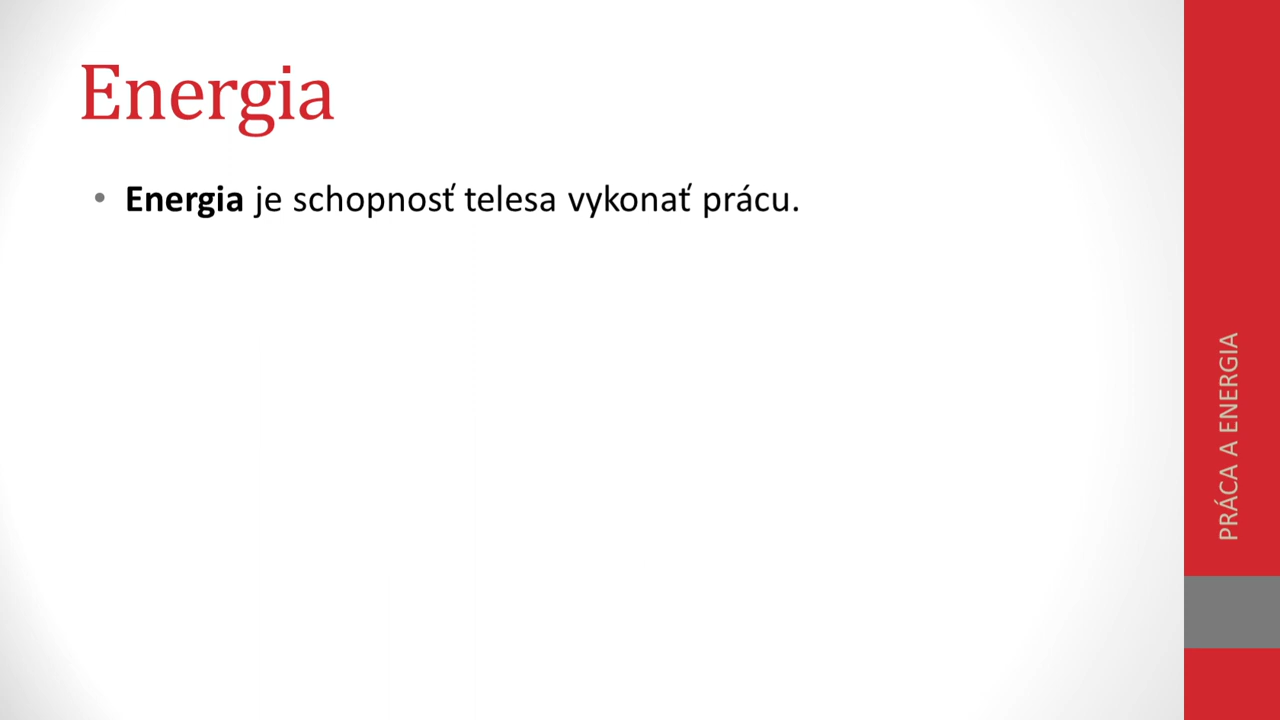 Energia
• Energia je schopnosť telesa vykonať prácu.
PRÁCA A ENERGIA